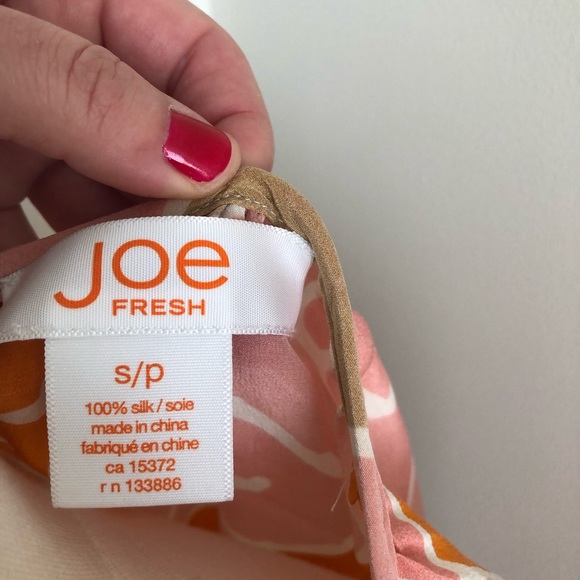 Joe
FRESH
s/p
100% silk / soie
made in china
fabriqué en chine
ca 15372
r n 133886